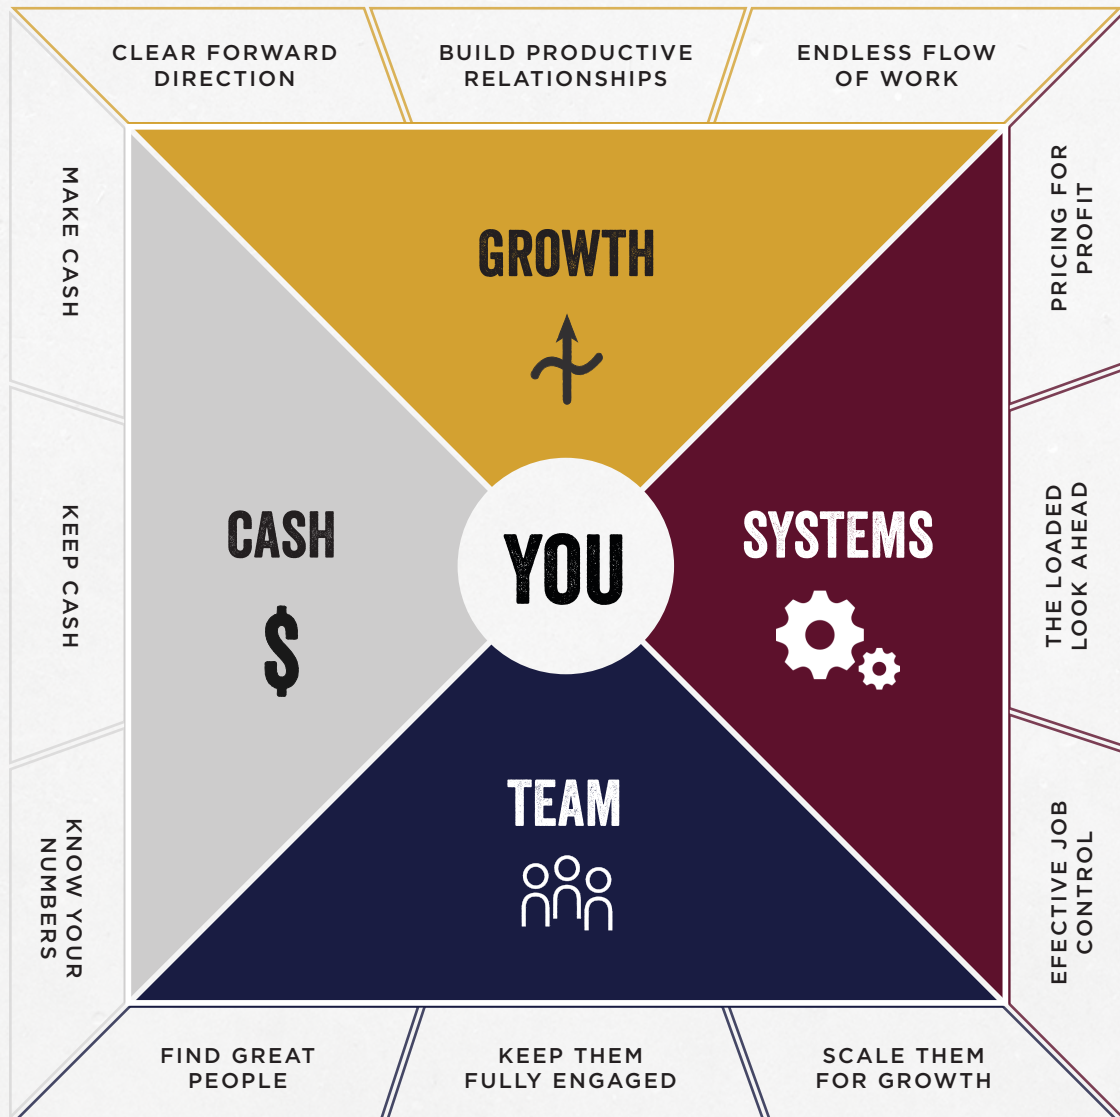 CLEAR FORWARD
DIRECTION
BUILD PRODUCTIVE
RELATIONSHIPS
ENDLESS FLOW
OF WORK
MAKE CASH
KEEP CASH
KNOW YOUR
NUMBERS
GROWTH
CASH
$
YOU
SYSTEMS
TEAM
PRICING FOR
PROFIT
THE LOADED
LOOK AHEAD
EFFECTIVE JOB
CONTROL
FIND GREAT
PEOPLE
KEEP THEM
FULLY ENGAGED
SCALE THEM
FOR GROWTH